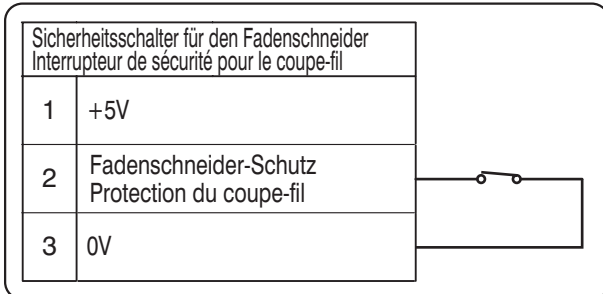 Sicherheitsschalter für den Fadenschneider
Interrupteur de sécurité pour le coupe-fil
1 +5V
2 Fadenschneider-Schutz
Protection du coupe-fil
3 0V